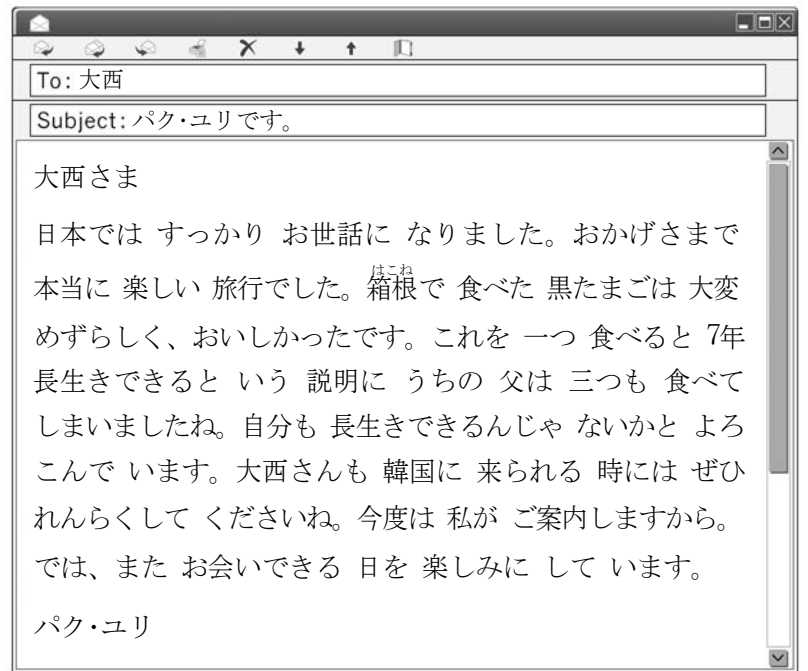 To: 大西
Subject: パク･ユリです。
大西さま
日本では すっかり お世話に なりました。おかげさまで
はこね
本当に 楽しい 旅行でした。箱根で 食べた 黒たまごは 大変
めずらしく、おいしかったです。これを 一つ 食べると 7年
長生きできると いう 説明に うちの 父は 三つも 食べて
しまいましたね。自分も 長生きできるんじゃ ないかと よろ
こんで います。大西さんも 韓国に 来られる 時には ぜひ
れんらくして くださいね。今度は 私が ご案内しますから。
では、また お会いできる 日を 楽しみに して います。
パク･ユリ